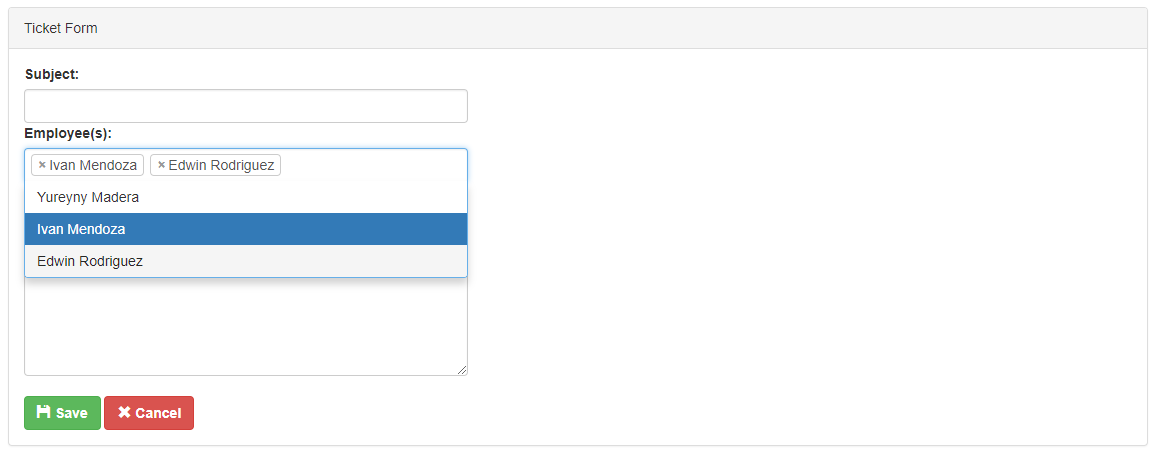 Ticket Form
Subject:
Employee(s):
× Ivan Mendoza × Edwin Rodriguez
Yureyny Madera
Ivan Mendoza
Edwin Rodriguez
Save Cancel